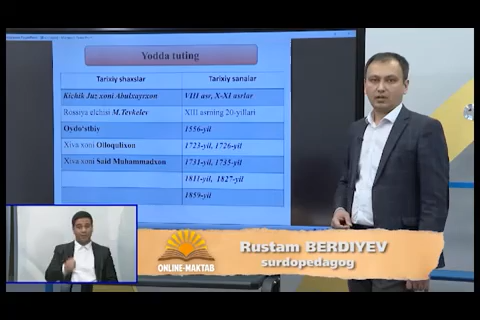 Yodda tuting
Tarixiy shaxslar Tarixiy sanalar
Kichik Juz xoni Abulxayrxon VIII asr, X-XI asrlar
Rossiya elchisi M.Tevkelev XIII asrning 20-yillari
Oydo'stbiy 1556-yil
Xiva xoni Olloqulixon 1723-yil, 1726-yil
Xiva xoni Said Muhammadxon 1731-yil, 1735-yil
1811-yil, 1827-yil
1859-yil
Rustam BERDIYEV
surdopedagog
ONLINE-MAKTAB